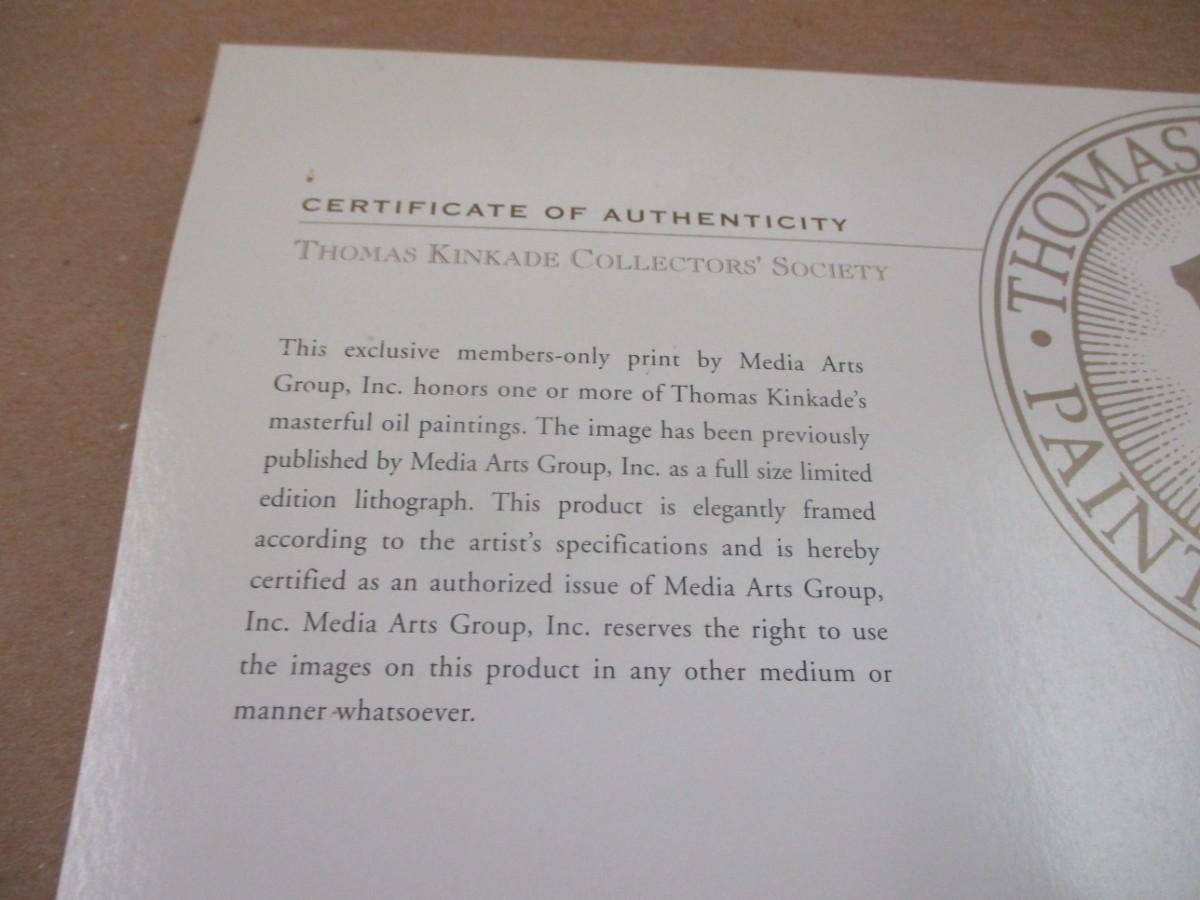 CERTIFICATE OF AUTHENTICITY
THOMAS KINKADE COLLECTORS' SOCIETY
This exclusive members-only print by Media Arts
Group, Inc. honors one or more of Thomas Kinkade's
masterful oil paintings. The image has been previously
published by Media Arts Group, Inc. as a full size limited
edition lithograph. This product is elegantly framed
according to the artist's specifications and is hereby
certified as an authorized issue of Media Arts Group,
Inc. Media Arts Group, Inc. reserves the right to use
the images on this product in any other medium or
manner whatsoever.
• THOMAS